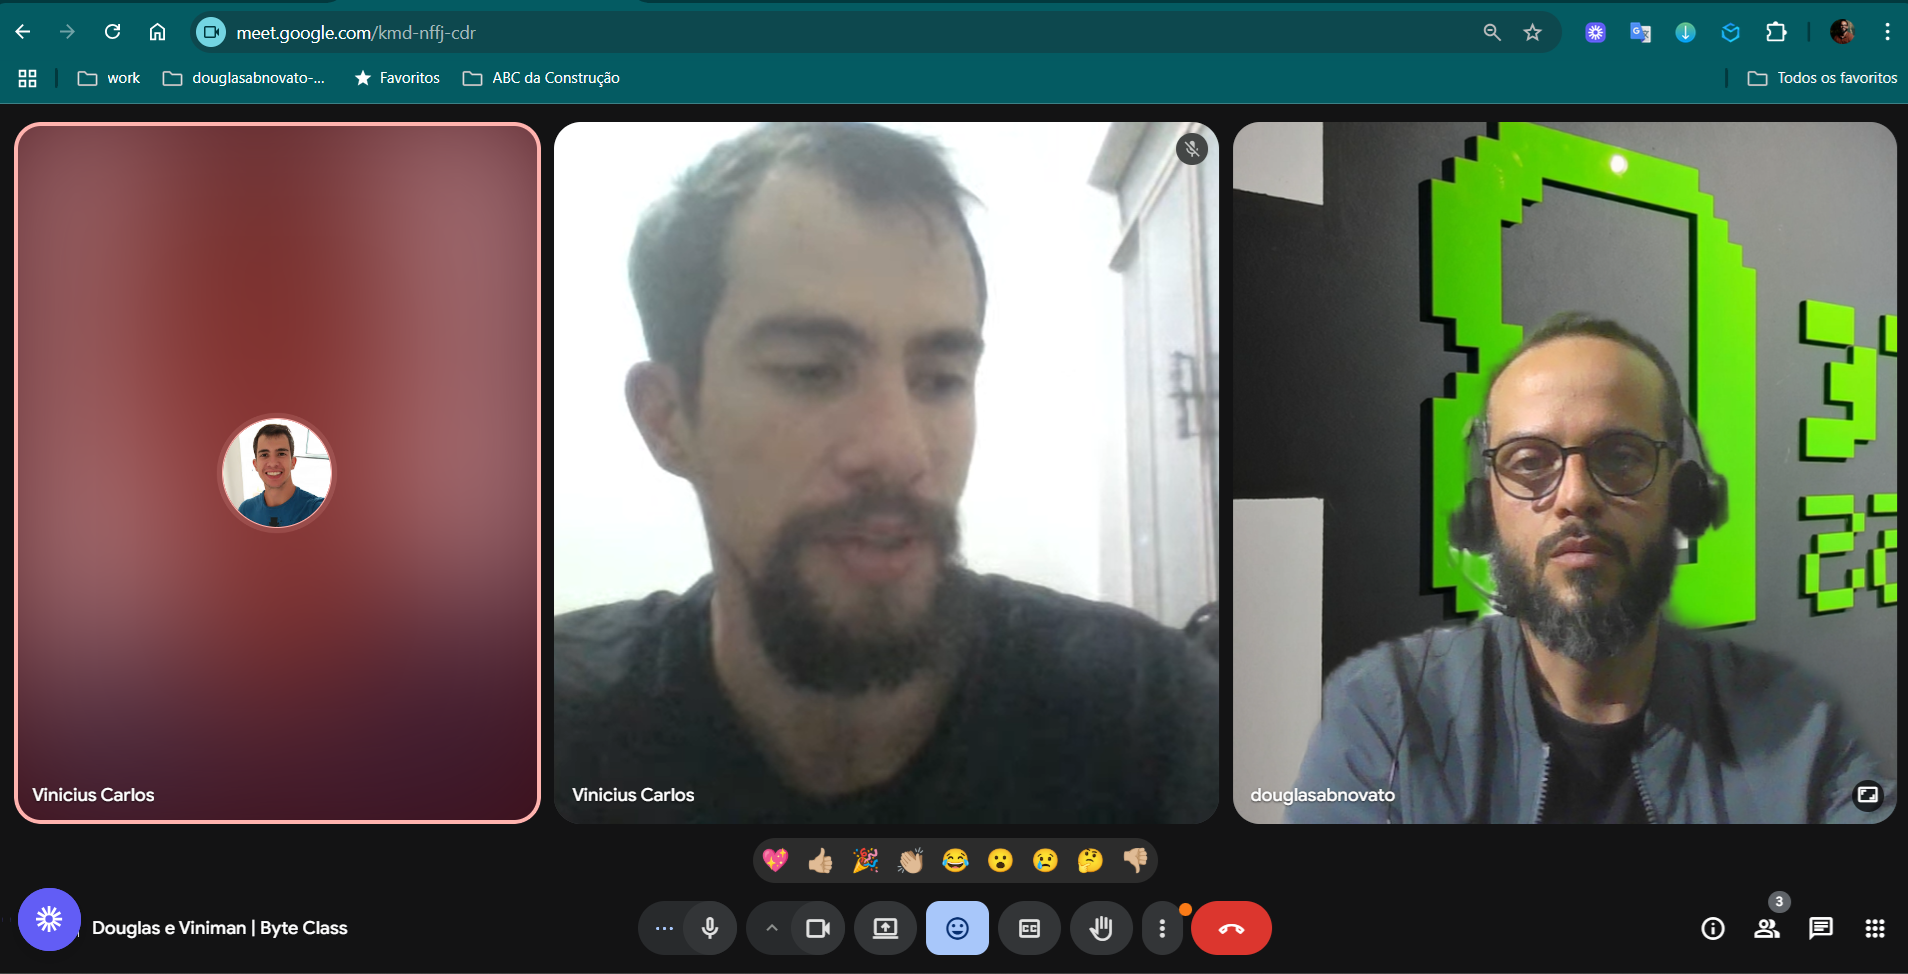 meet.google.com/kmd-nffj-cdr
work
douglasabnovato-...
Favoritos
ABC da Construção
Todos os favoritos
Vinicius Carlos
Vinicius Carlos
douglasabnovato
Douglas e Viniman | Byte Class
CC
3